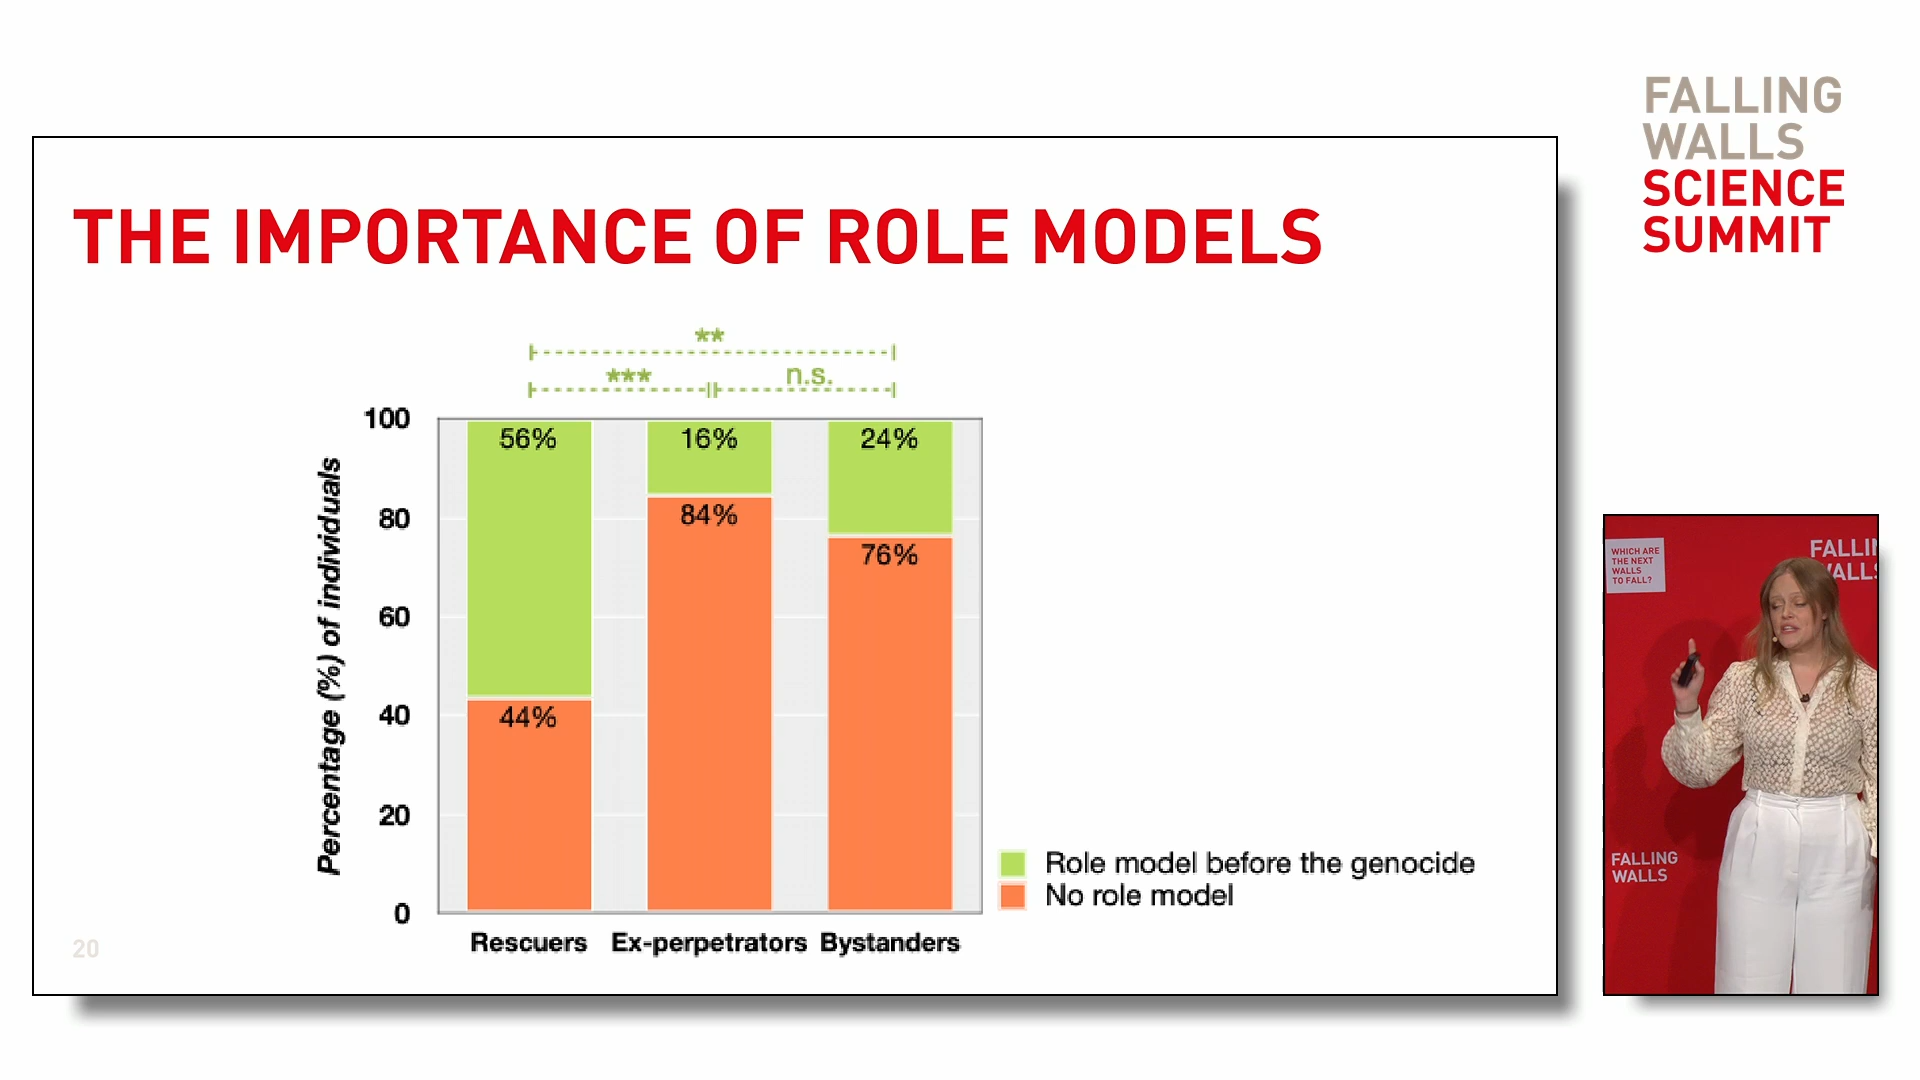 FALLING
WALLS
SCIENCE
SUMMIT
THE IMPORTANCE OF ROLE MODELS
**
***
n.s.
100
80
60
40
20
0
Percentage (%) of individuals
56%
16%
24%
44%
84%
76%
Rescuers
Ex-perpetrators
Bystanders
Role model before the genocide
No role model
20
WHICH ARE
THE NEXT
WALLS
TO FALL?
FALLING
WALLS